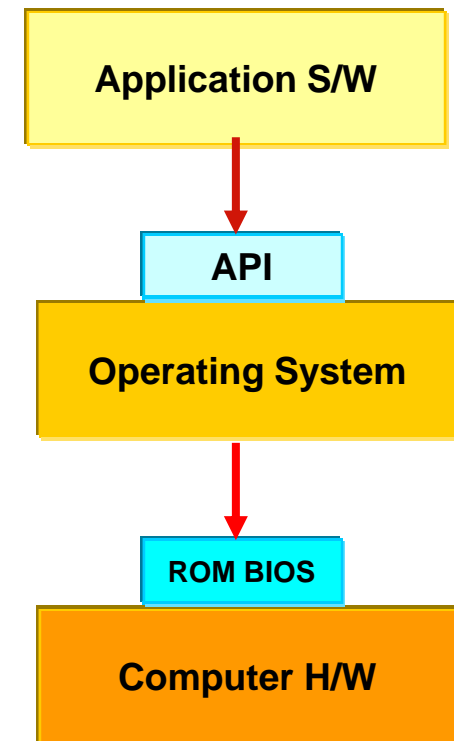 Application S/W
API
Operating System
ROM BIOS
Computer H/W